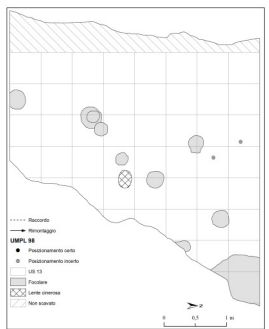 Raccordo
Rimontaggio
UMPL 98
Posizionamento certo
Posizionamento incerto
US 13
Focolare
Lente cinerosa
Non scavato
z
0 0,5 1 m